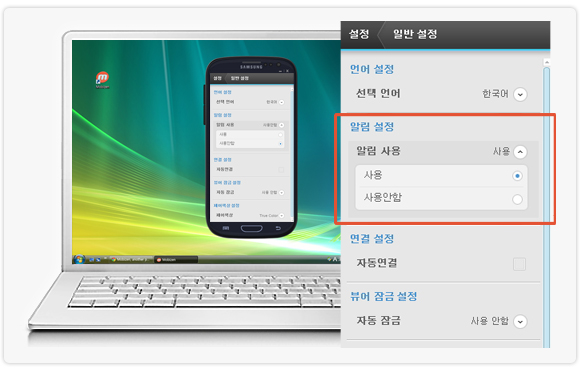 설정 일반 설정
언어 설정
선택 언어 한국어
알림 설정
알림 사용 사용
사용
사용안함
연결 설정
자동연결
뷰어 잠금 설정
자동 잠금 사용 안함
SAMSUNG
설정 일반 설정
언어 설정
선택 언어 한국어
알림 설정
알림 사용 사용안함
사용
사용안함
연결 설정
자동연결
뷰어 잠금 설정
자동 잠금 사용 안함
색상 설정
True Color
Mobizen